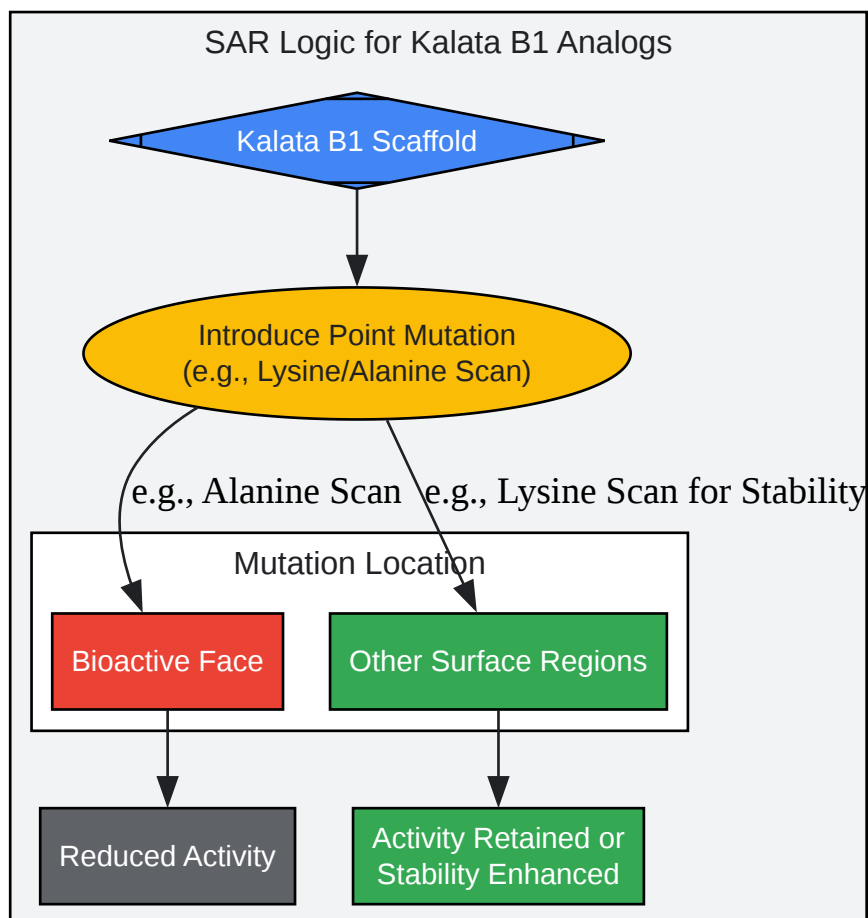 SAR Logic for Kalata B1 Analogs
Kalata B1 Scaffold
Introduce Point Mutation
(e.g., Lysine/Alanine Scan)
e.g., Alanine Scan
e.g., Lysine Scan for Stability
Mutation Location
Bioactive Face
Other Surface Regions
Reduced Activity
Activity Retained or
Stability Enhanced